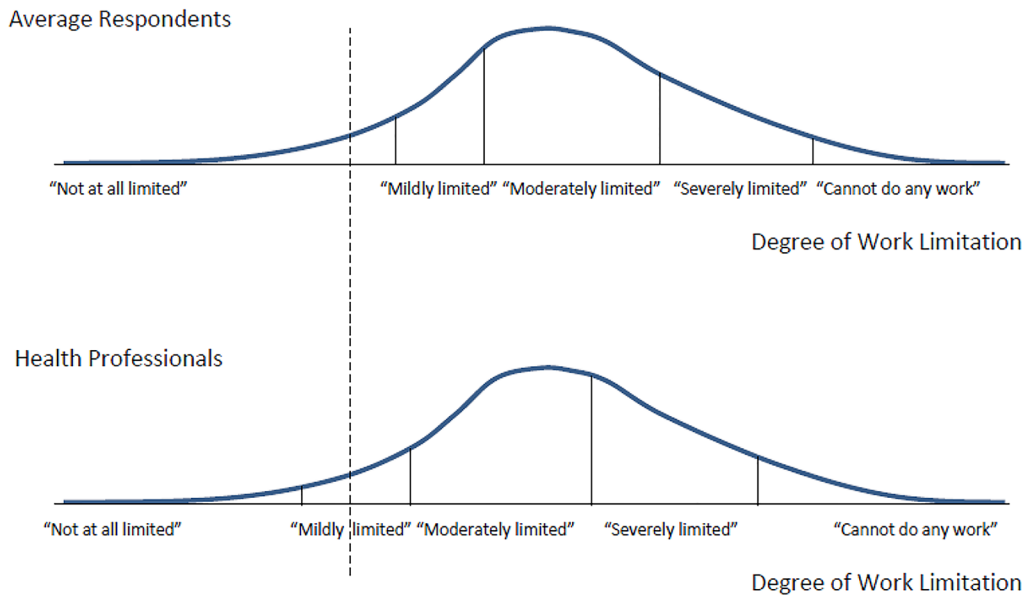 Average Respondents
“Not at all limited” “Mildly limited” “Moderately limited” “Severely limited” “Cannot do any work”
Degree of Work Limitation
Health Professionals
“Not at all limited” “Mildly limited” “Moderately limited” “Severely limited” “Cannot do any work”
Degree of Work Limitation